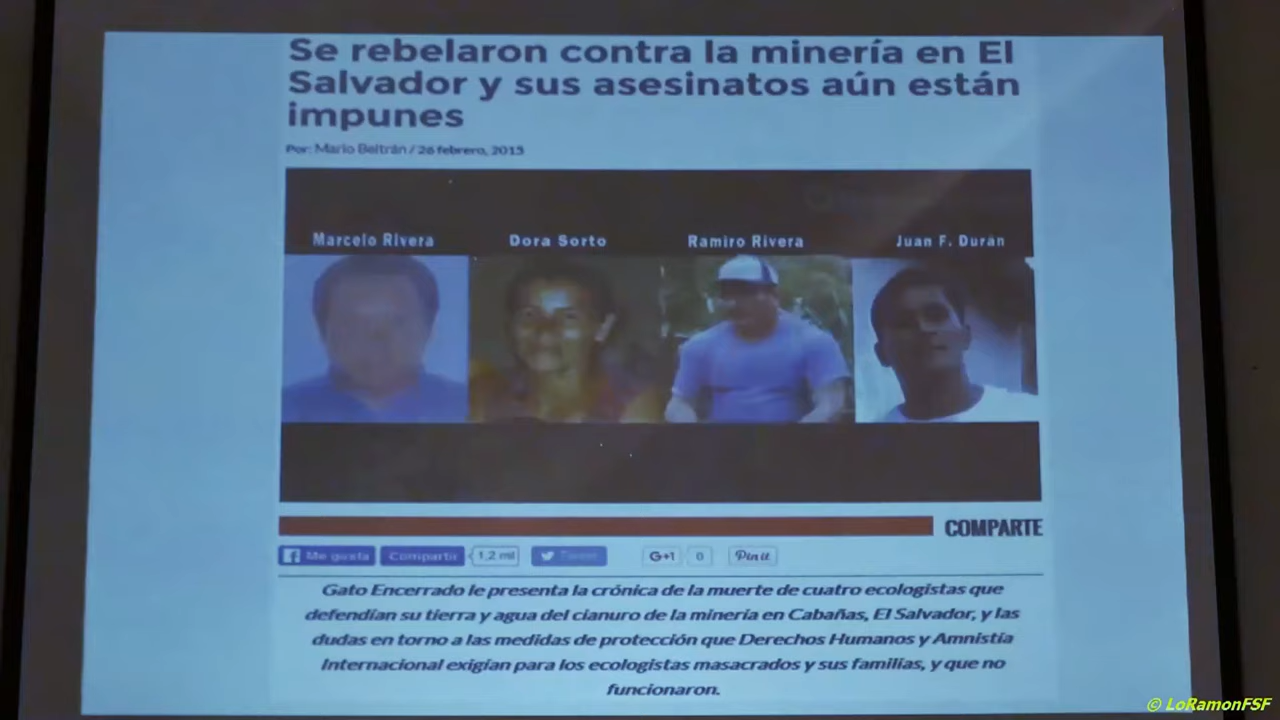 Se rebelaron contra la minería en El
Salvador y sus asesinatos aún están
impunes
Por: Mario Beltrán / 26 febrero, 2015
Marcelo Rivera
Dora Sorto
Ramiro Rivera
Juan F. Durán
COMPARTE
Me gusta
Compartir
1,2 mil
Tweet
G+1
0
Pin it
Gato Encerrado le presenta la crónica de la muerte de cuatro ecologistas que
defendían su tierra y agua del cianuro de la minería en Cabañas, El Salvador, y las
dudas en torno a las medidas de protección que Derechos Humanos y Amnistía
Internacional exigían para los ecologistas masacrados y sus familias, y que no
funcionaron.
© LoRamonFSF